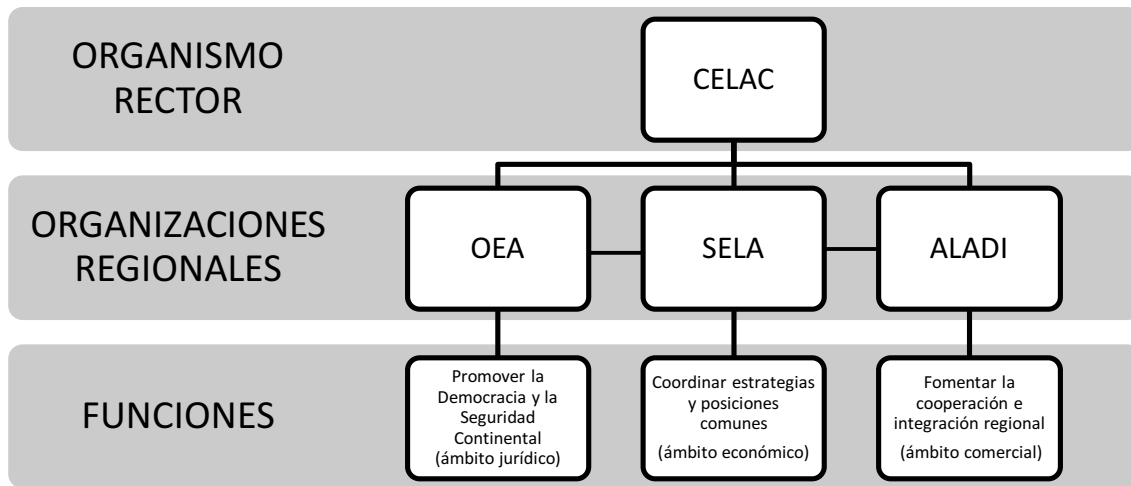 ORGANISMO
RECTOR
CELAC
ORGANIZACIONES
REGIONALES
OEA
SELA
ALADI
FUNCIONES
Promover la
Democracia y la
Seguridad
Continental
(ámbito jurídico)
Coordinar estrategias
y posiciones
comunes
(ámbito económico)
Fomentar la
cooperación e
integración regional
(ámbito comercial)